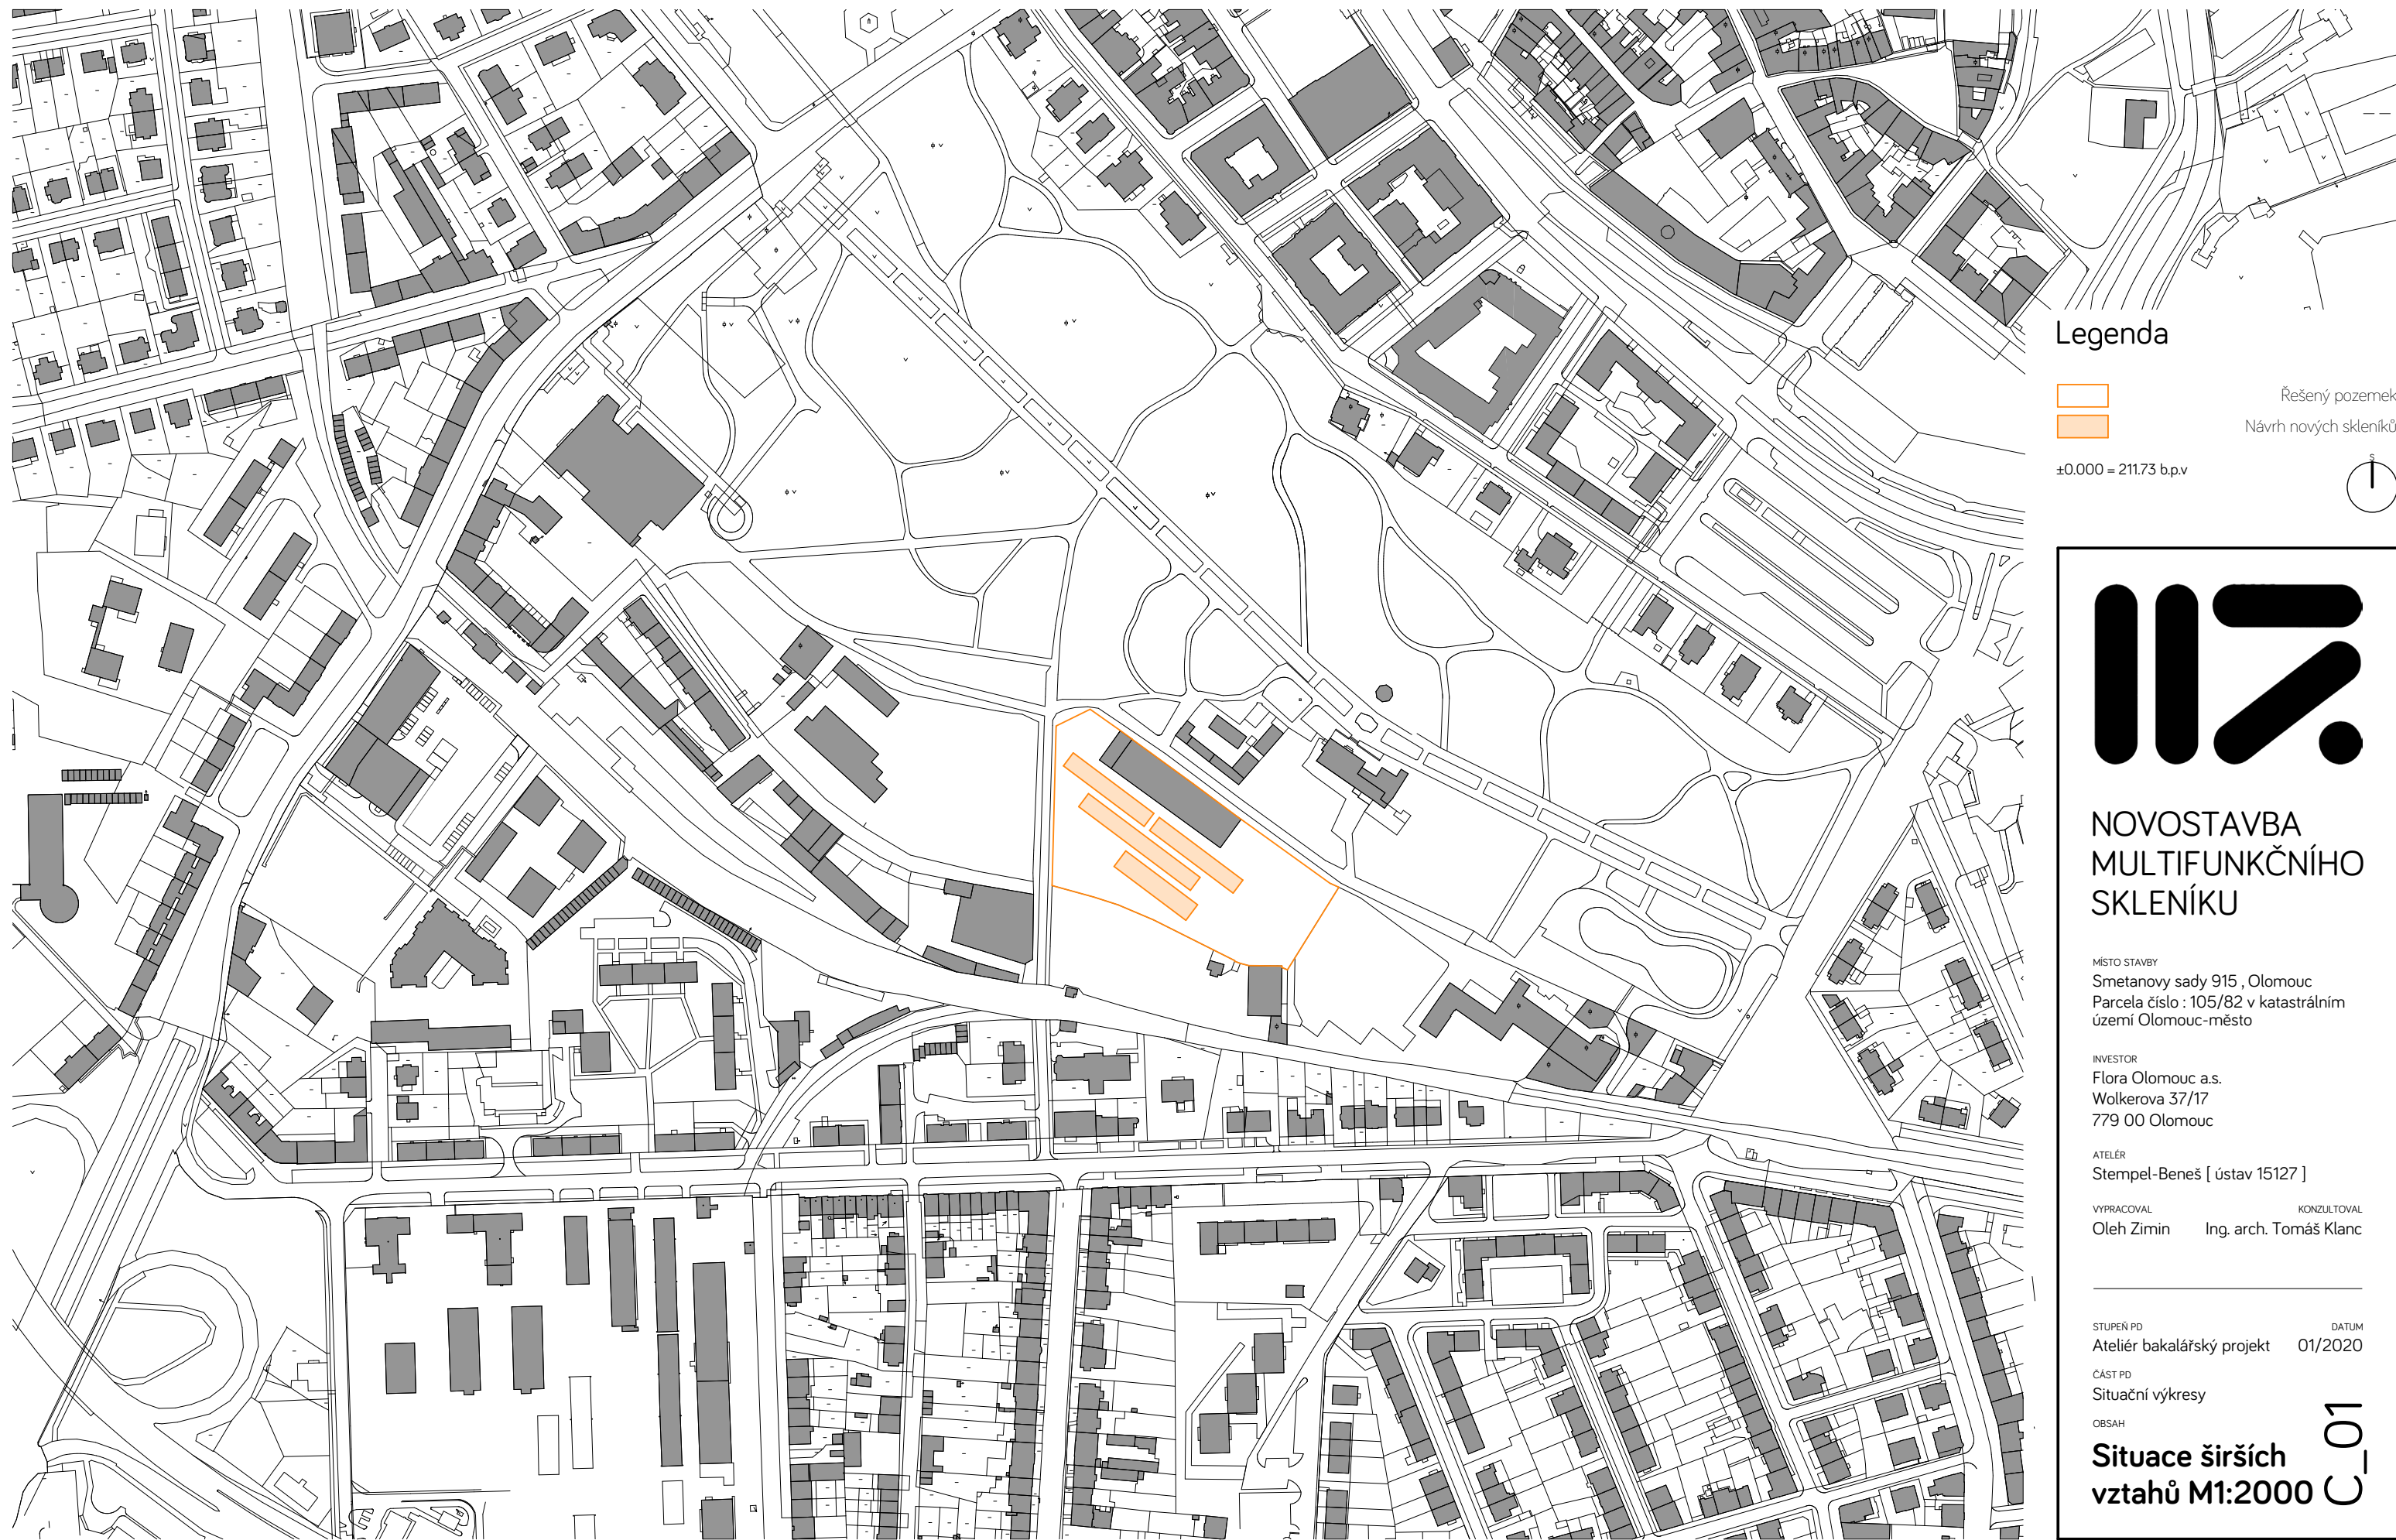 Legenda
Řešený pozemek
Návrh nových skleníků
±0.000 = 211.73 b.p.v
S
NOVOSTAVBA
MULTIFUNKČNÍHO
SKLENÍKU
MÍSTO STAVBY
Smetanovy sady 915 , Olomouc
Parcela číslo : 105/82 v katastrálním
území Olomouc-město
INVESTOR
Flora Olomouc a.s.
Wolkerova 37/17
779 00 Olomouc
ATELÉR
Stempel-Beneš [ ústav 15127 ]
VYPRACOVAL KONZULTOVAL
Oleh Zimin Ing. arch. Tomáš Klanc
STUPEŇ PD DATUM
Ateliér bakalářský projekt 01/2020
ČÁST PD
Situační výkresy
OBSAH
Situace širších
vztahů M1:2000
C_01